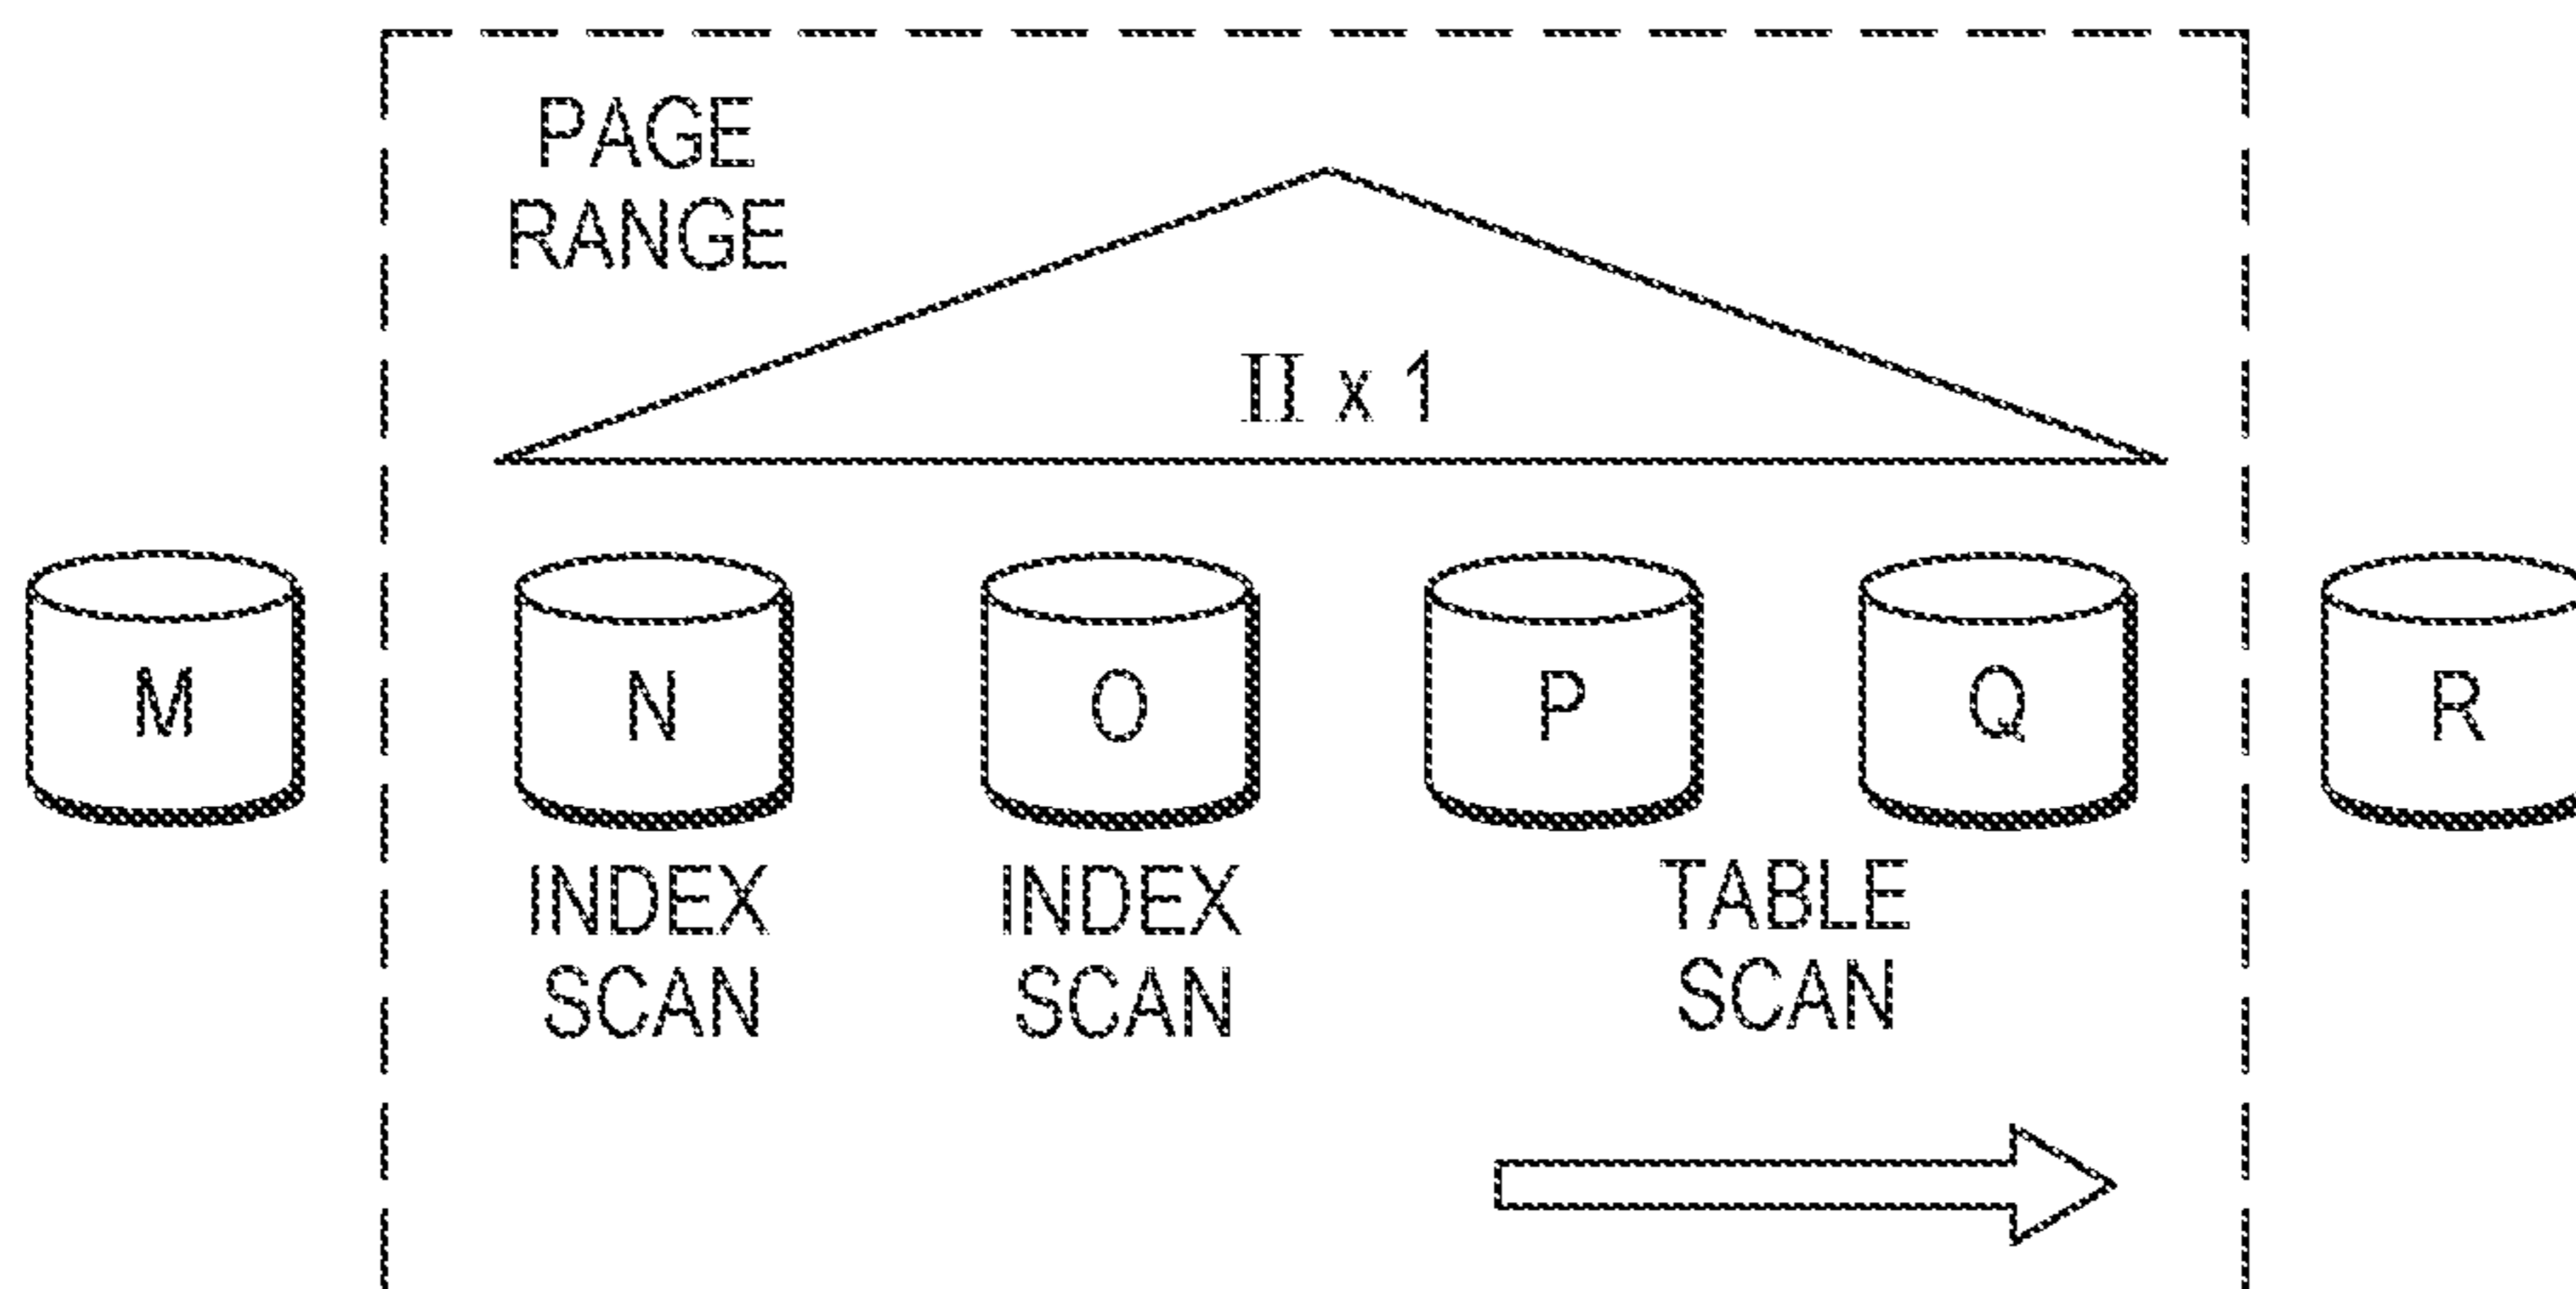 PAGE
RANGE
II x 1
M
N
O
P
Q
R
INDEX
SCAN
INDEX
SCAN
TABLE
SCAN